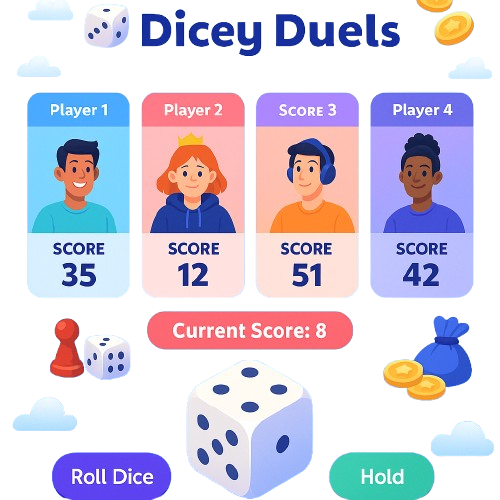 Dicey Duels
Player 1
Player 2
SCORE 3
Player 4
SCORE
35
SCORE
12
SCORE
51
SCORE
42
Current Score: 8
Roll Dice
Hold